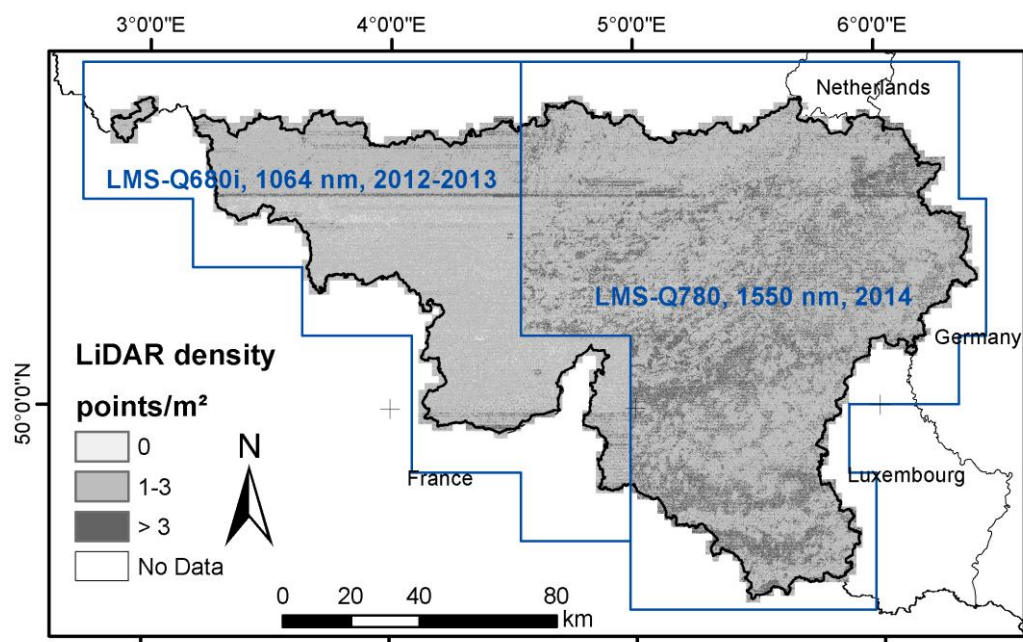 3°0'0"E 4°0'0"E 5°0'0"E 6°0'0"E
Netherlands
LMS-Q680i, 1064 nm, 2012-2013
LMS-Q780, 1550 nm, 2014
Germany
50°0'0"N
LiDAR density
points/m²
0
1-3
> 3
No Data
N
France
Luxembourg
0 20 40 80
km